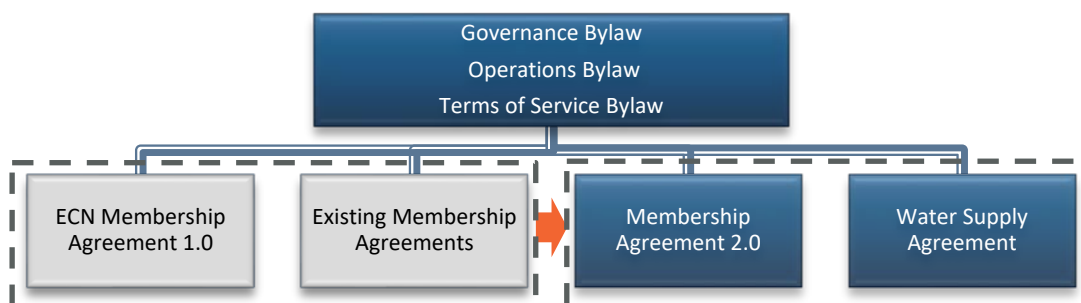 Governance Bylaw
Operations Bylaw
Terms of Service Bylaw
ECN Membership
Agreement 1.0
Existing Membership
Agreements
Membership
Agreement 2.0
Water Supply
Agreement